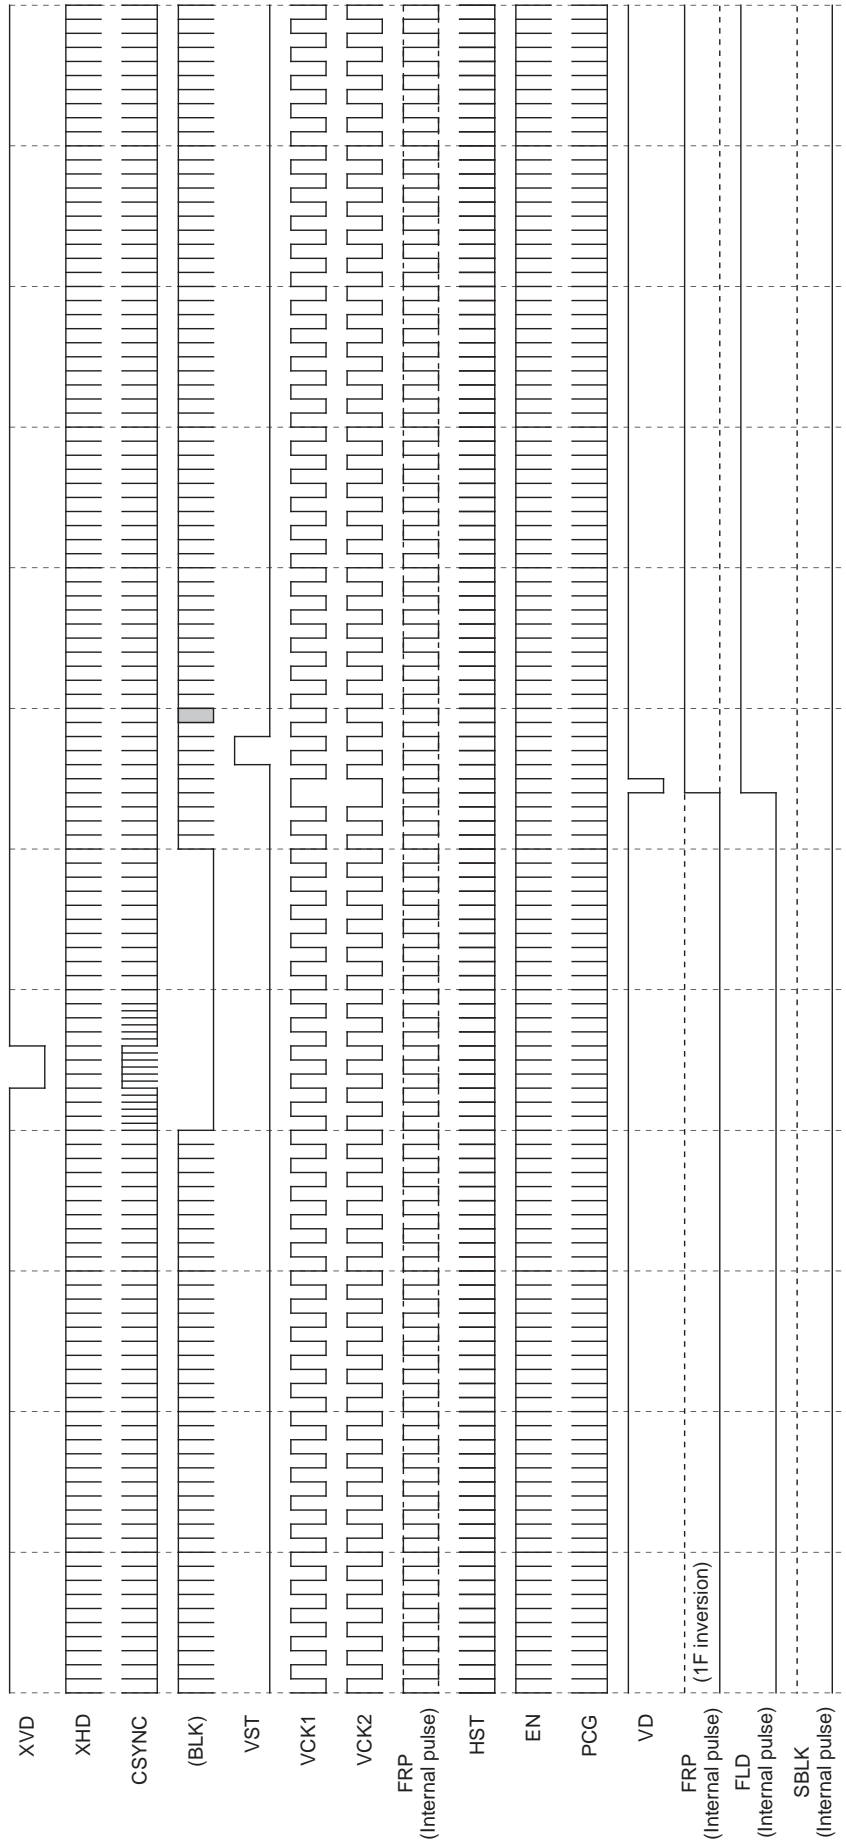 XVD
XHD
CSYNC
(BLK)
VST
VCK1
VCK2
FRP
(Internal pulse)
HST
EN
PCG
VD
FRP
(Internal pulse)
(1F inversion)
FLD
(Internal pulse)
SBLK
(Internal pulse)